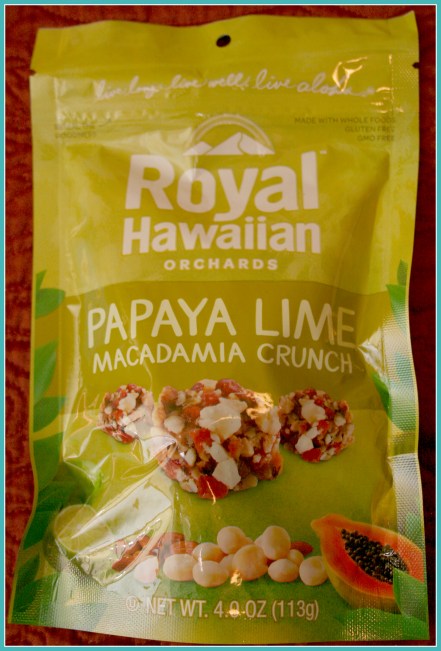 live long, live well, live aloha
MADE WITH WHOLE FOODS
GLUTEN FREE
GMO FREE
Royal
Hawaiian
ORCHARDS
PAPAYA LIME
MACADAMIA CRUNCH
NET WT. 4.0 OZ (113g)